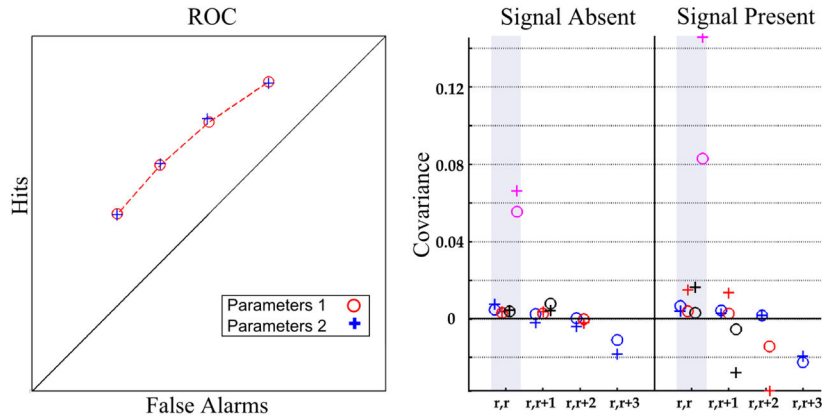 ROC
Hits
False Alarms
Parameters 1
Parameters 2
Signal Absent
Signal Present
Covariance
0.12
0.08
0.04
0
r,r
r,r+1
r,r+2
r,r+3
r,r
r,r+1
r,r+2
r,r+3